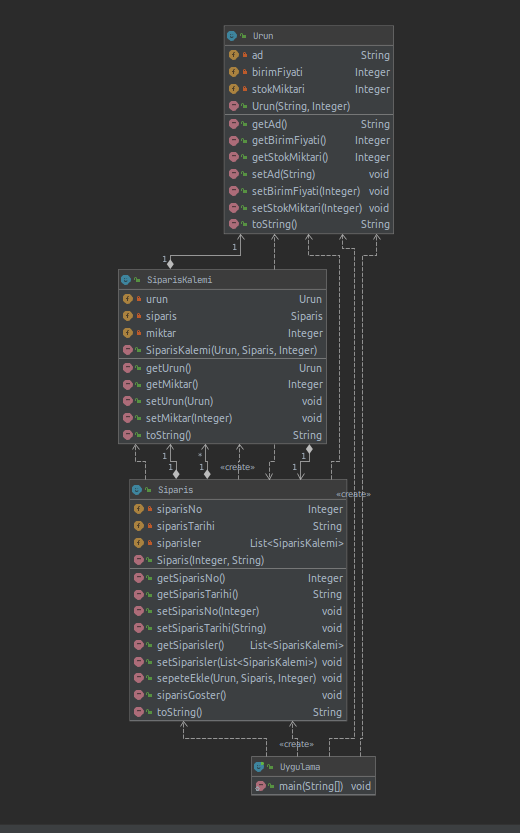 Urun
ad String
birimFiyati Integer
stokMiktari Integer
Urun(String, Integer)
getAd() String
getBirimFiyati() Integer
getStokMiktari() Integer
setAd(String) void
setBirimFiyati(Integer) void
setStokMiktari(Integer) void
toString() String
1
1
SiparisKalemi
urun Urun
siparis Siparis
miktar Integer
SiparisKalemi(Urun, Siparis, Integer)
getUrun() Urun
getMiktar() Integer
setUrun(Urun) void
setMiktar(Integer) void
toString() String
1 * 1
1 1 «create» 1
Siparis
«create»
siparisNo Integer
siparisTarihi String
siparisler List<SiparisKalemi>
Siparis(Integer, String)
getSiparisNo() Integer
getSiparisTarihi() String
setSiparisNo(Integer) void
setSiparisTarihi(String) void
getSiparisler() List<SiparisKalemi>
setSiparisler(List<SiparisKalemi>) void
sepeteEkle(Urun, Siparis, Integer) void
siparisGoster() void
toString() String
«create»
Uygulama
main(String[]) void